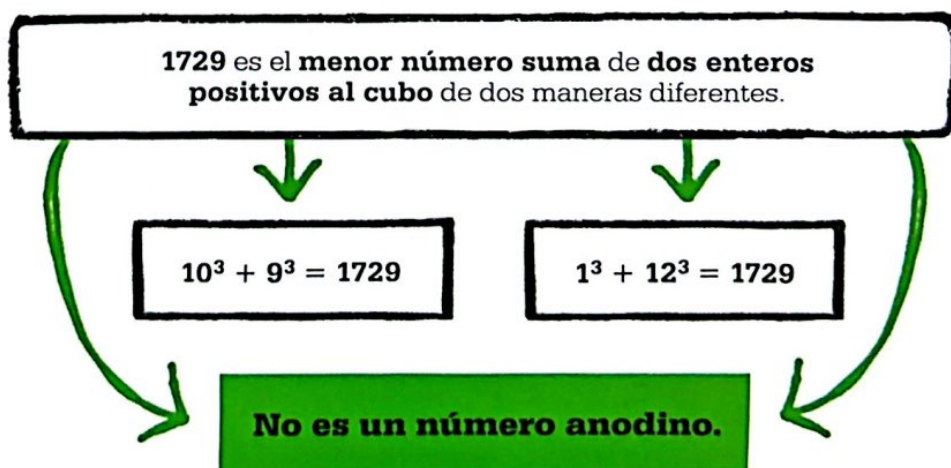 1729 es el menor número suma de dos enteros
positivos al cubo de dos maneras diferentes.
10³ + 9³ = 1729
1³ + 12³ = 1729
No es un número anodino.